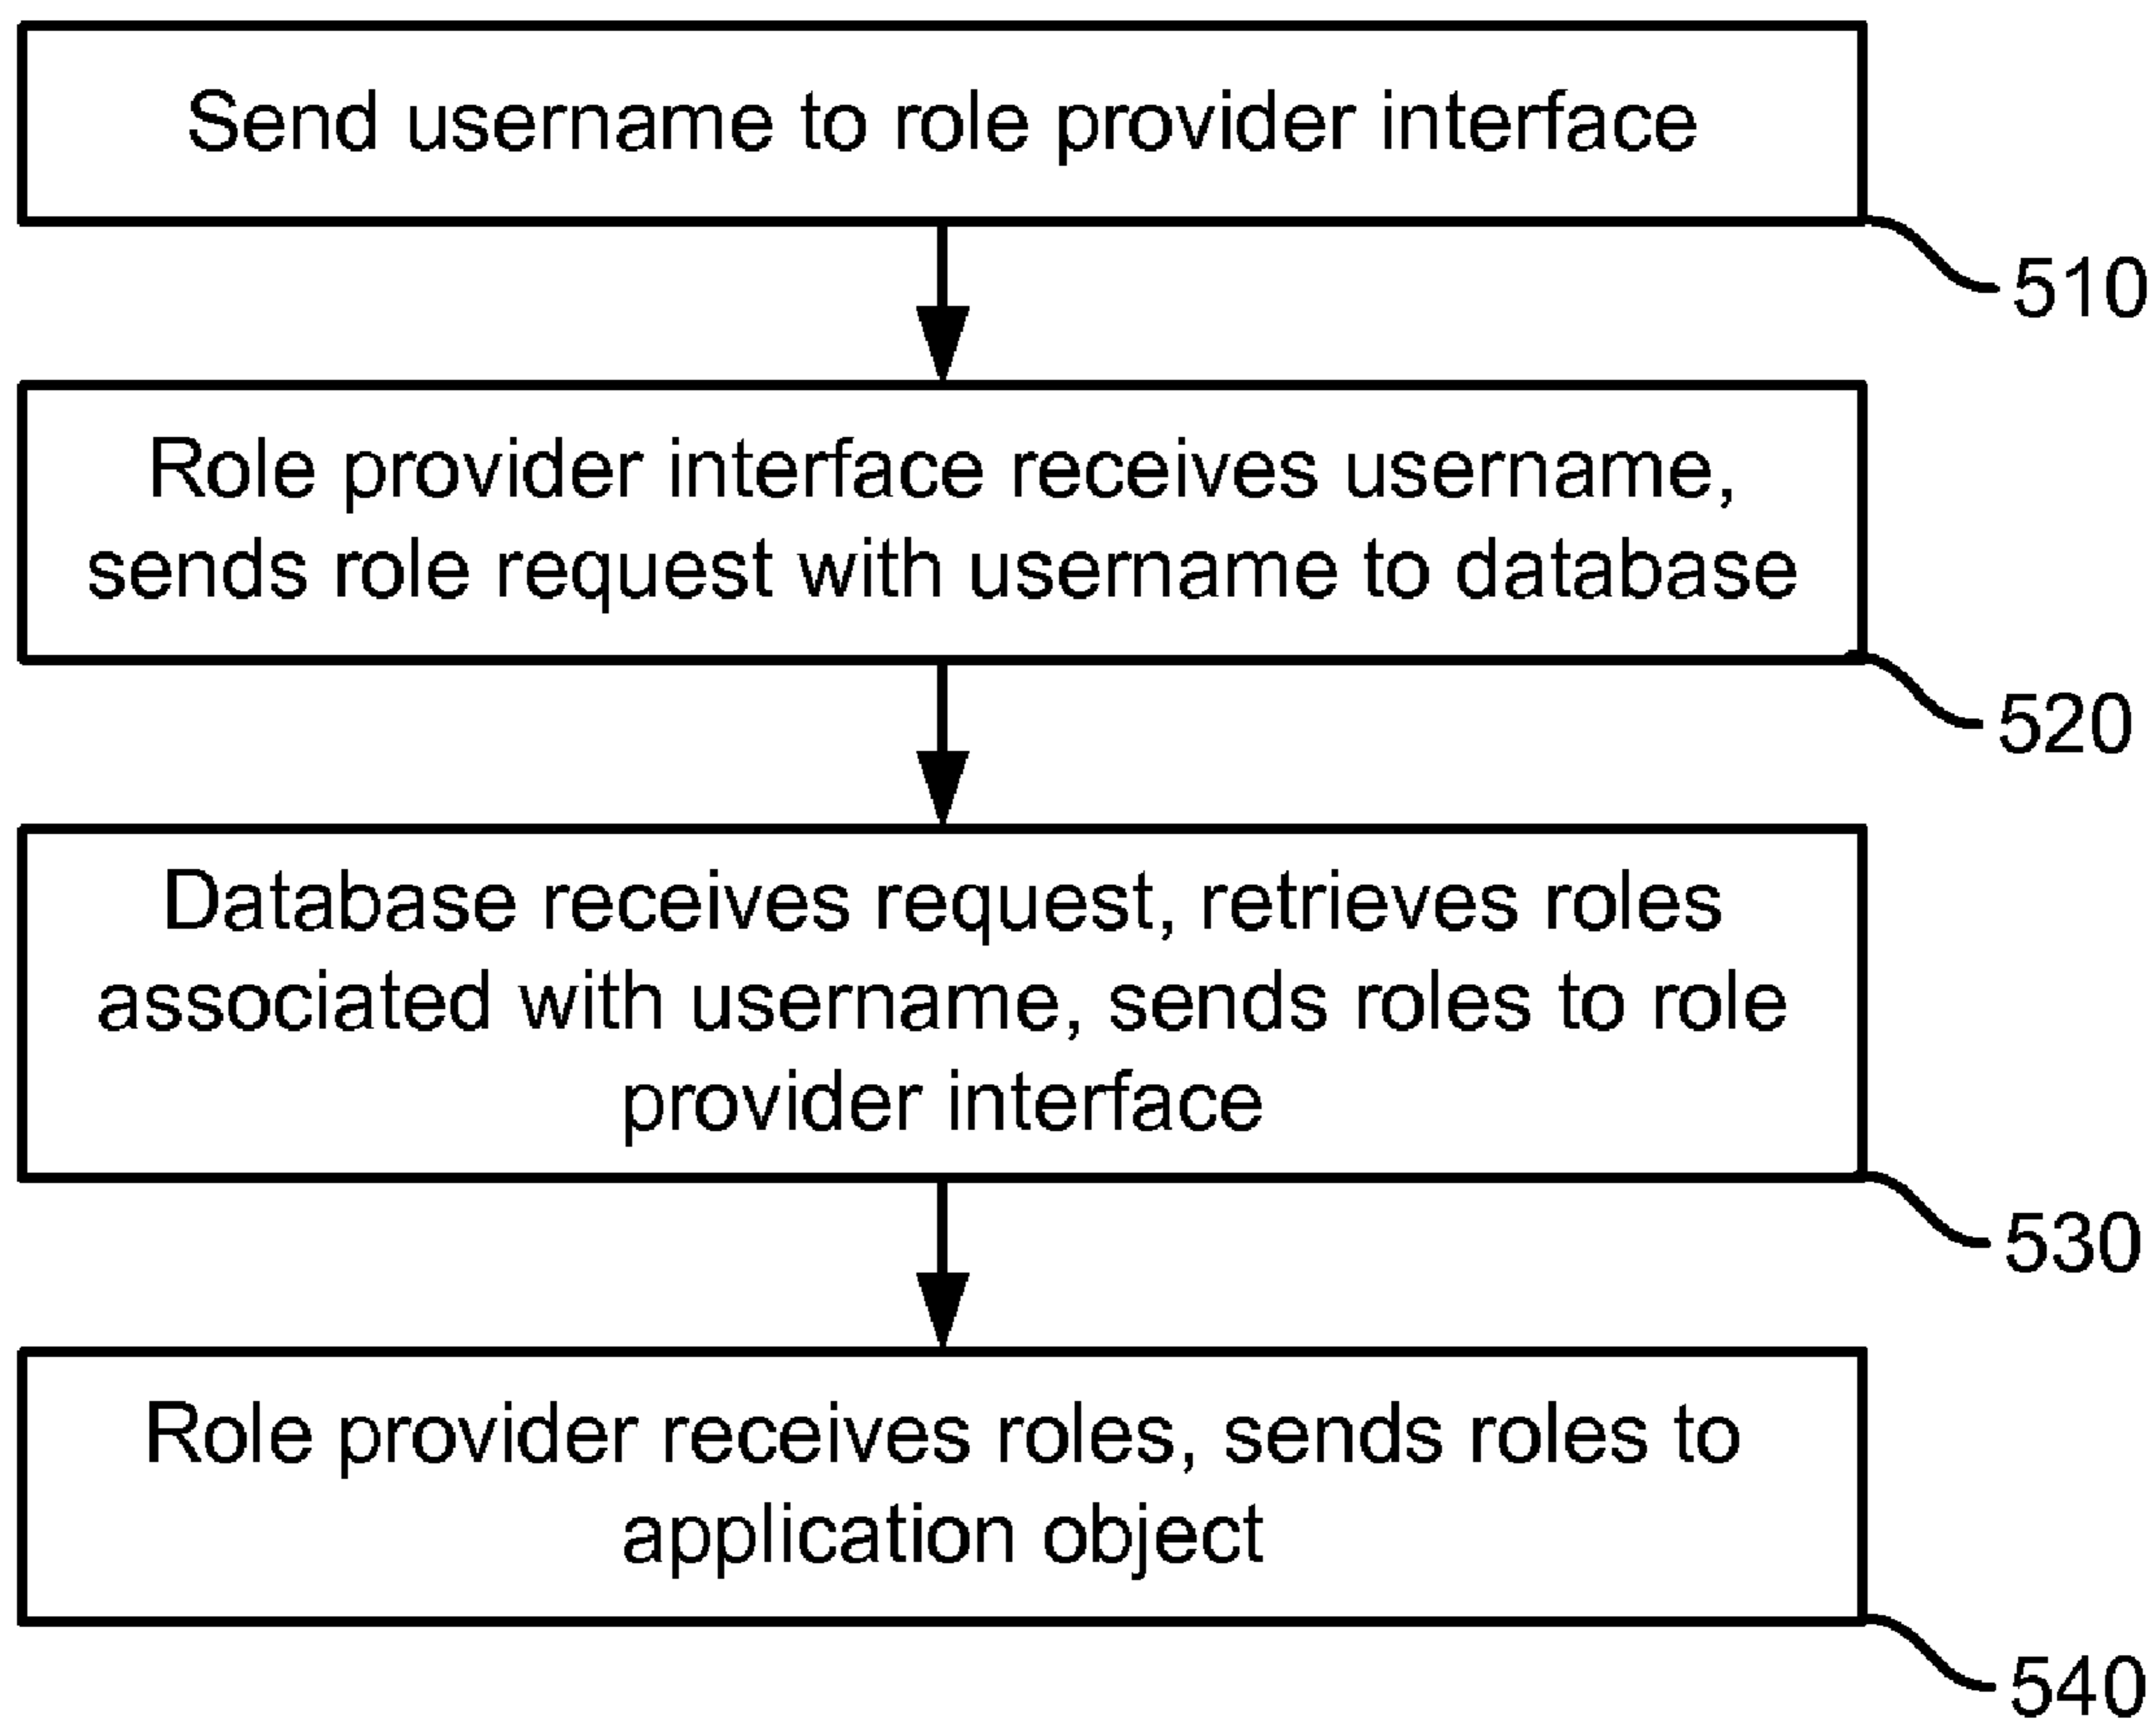 Send username to role provider interface
510
Role provider interface receives username,
sends role request with username to database
520
Database receives request, retrieves roles
associated with username, sends roles to role
provider interface
530
Role provider receives roles, sends roles to
application object
540